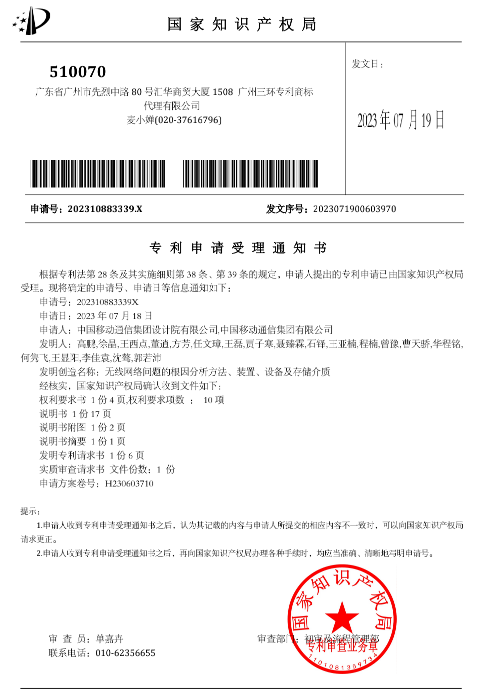 国家知识产权局
510070
广东省广州市先烈中路 80 号汇华商贸大厦 1508 广州三环专利商标
代理有限公司
麦小婵(020-37616796)
发文日：
2023 年 07 月 19 日
申请号：202310883339.X
发文序号：2023071900603970
专利申请受理通知书
根据专利法第 28 条及其实施细则第 38 条、第 39 条的规定，申请人提出的专利申请已由国家知识产权局
受理。现将确定的申请号、申请日等信息通知如下：
申请号：202310883339X
申请日：2023 年 07 月 18 日
申请人：中国移动通信集团设计院有限公司,中国移动通信集团有限公司
发明人：高鹏,徐晶,王西点,董道,方芳,任文璋,王磊,贾子寒,聂臻霖,石铎,三亚楠,程楠,曾豫,曹天骄,华程铭,
何凭飞,王显阳,李佳袁,沈骜,郭若沛
发明创造名称：无线网络问题的根因分析方法、装置、设备及存储介质
经核实，国家知识产权局确认收到文件如下：
权利要求书 1 份 4 页,权利要求项数 ： 10 项
说明书 1 份 17 页
说明书附图 1 份 2 页
说明书摘要 1 份 1 页
发明专利请求书 1 份 6 页
实质审查请求书 文件份数：1 份
申请方案卷号：H230603710
提示：
1.申请人收到专利申请受理通知书之后，认为其记载的内容与申请人所提交的相应内容不一致时，可以向国家知识产权局
请求更正。
2.申请人收到专利申请受理通知书之后，再向国家知识产权局办理各种手续时，均应当准确、清晰地写明申请号。
国家知识产权局
专利审查业务章
审 查 员：单嘉卉
联系电话：010-62356655
审查部门：初审及流程管理部